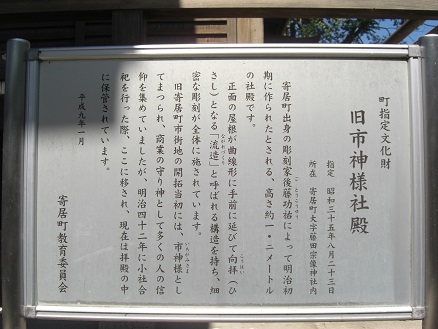 町指定文化財
旧市神様社殿
指定 昭和三十五年八月二十三日
所在 寄居町大字藤田宗像神社内
寄居町出身の彫刻家後藤功祐によって明治初
期に作られたとされる、高さ約一・二メートル
の社殿です。
正面の屋根が曲線形に手前に延びて向拝(ひ
さし)となる「流造」と呼ばれる構造を持ち、細
密な彫刻が全体に施されています。
旧寄居町市街地の開拓当初には、市神様とし
てまつられ、商業の守り神として多くの人の信
仰を集めていましたが、明治四十二年に小社合
祀を行った際、ここに移され、現在は拝殿の中
に保管されています。
平成九年一月
寄居町教育委員会